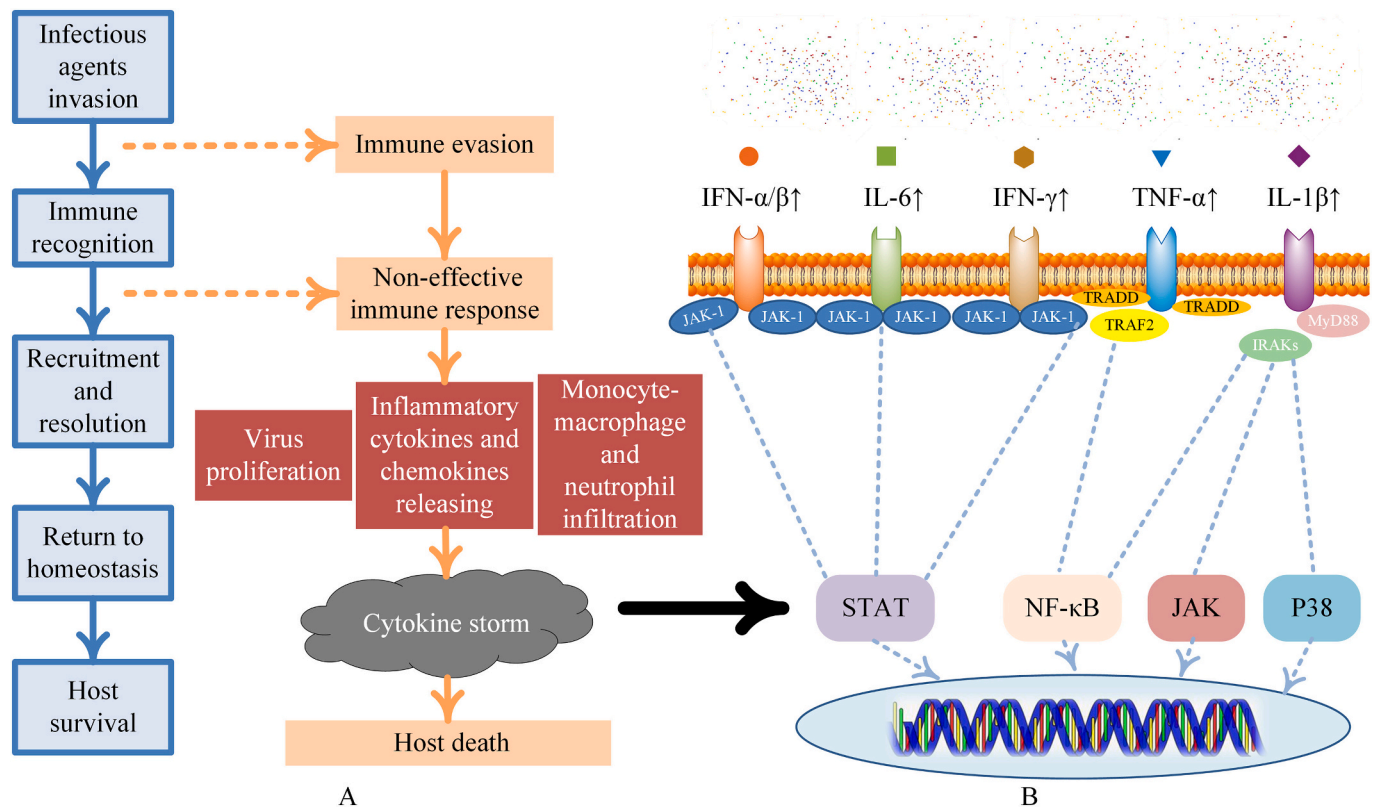 Infectious
agents
invasion
Immune
recognition
Recruitment
and
resolution
Return to
homeostasis
Host
survival
Immune evasion
Non-effective
immune response
Virus
proliferation
Inflammatory
cytokines and
chemokines
releasing
Monocyte-
macrophage
and
neutrophil
infiltration
Cytokine storm
Host death
A
IFN-α/β↑
IL-6↑
IFN-γ↑
TNF-α↑
IL-1β↑
JAK-1
JAK-1
JAK-1
JAK-1
JAK-1
JAK-1
TRADD
TRADD
TRAF2
MyD88
IRAKs
STAT
NF-κB
JAK
P38
B